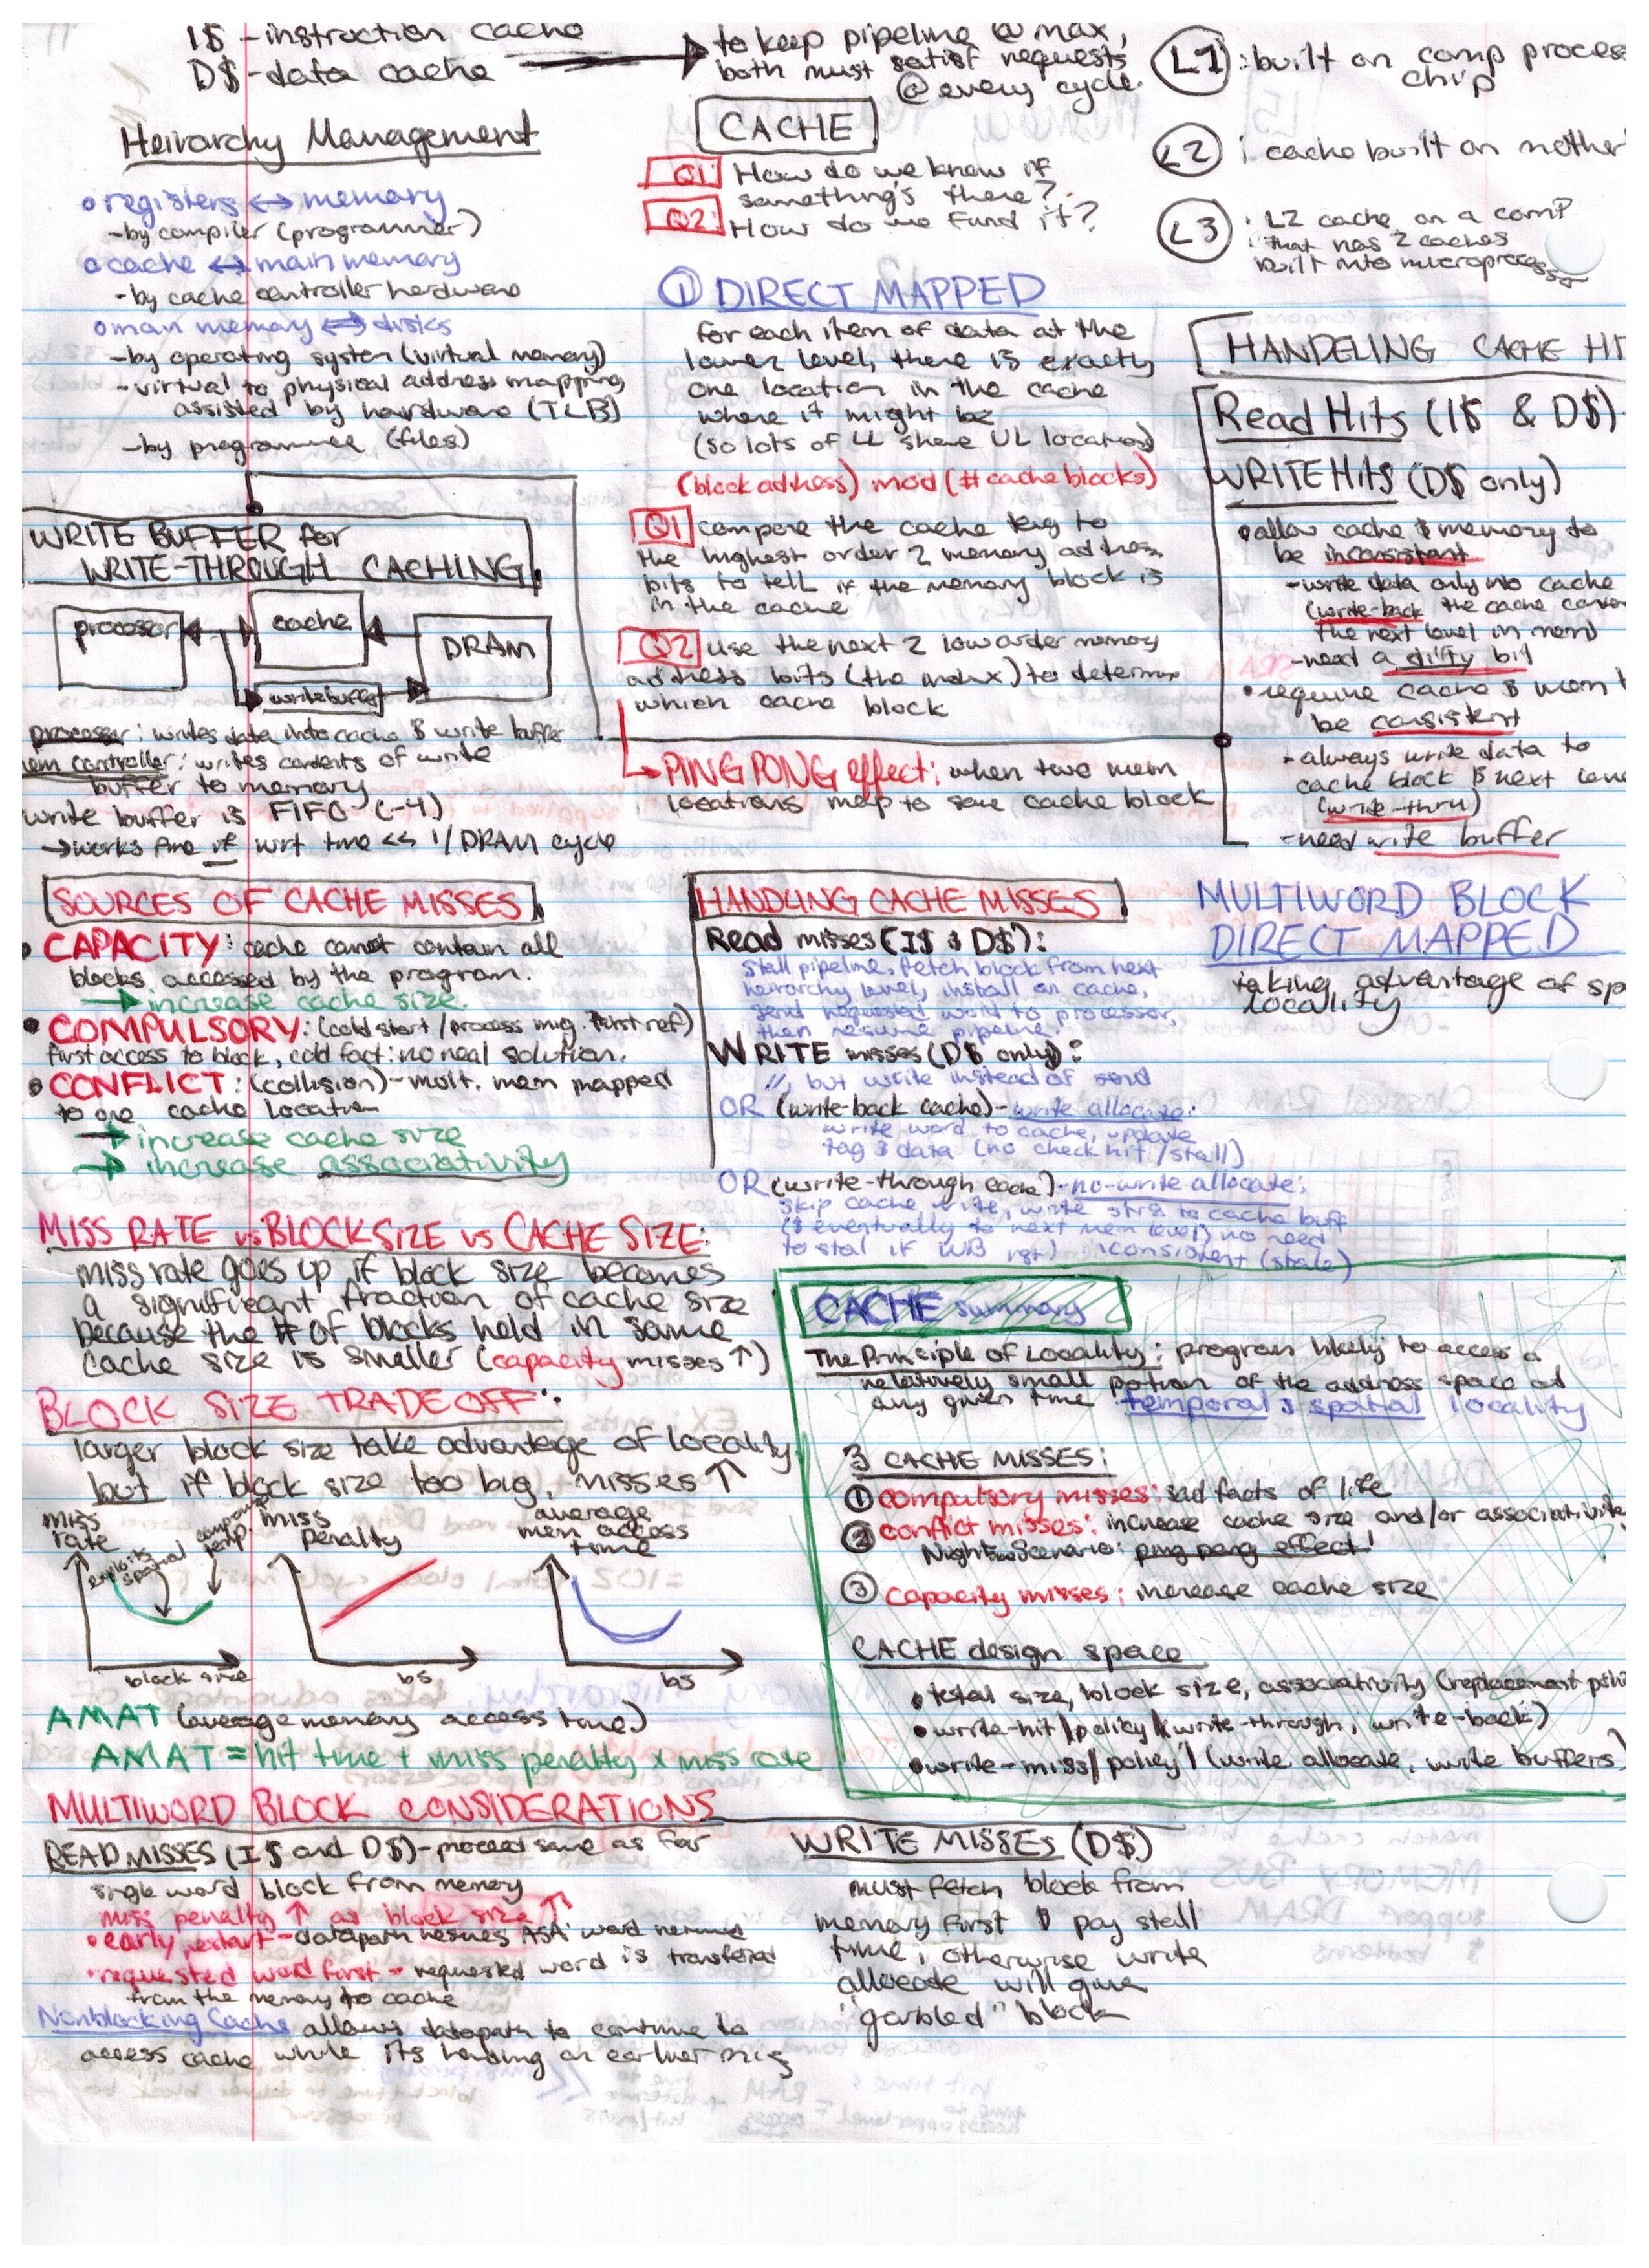 I$ - instruction cache
D$ - data cache
to keep pipeline @ max,
both must satisf requests
@ every cycle.
L1 : built on comp process
chip
L2 : cache built on mother
L3 : L2 cache on a comp
that has 2 caches
built into microprocessor
Heirarchy Management
registers ↔ memory
- by compiler (programmer)
cache ↔ main memory
- by cache controller hardware
main memory ↔ disks
- by operating system (virtual memory)
- virtual to physical address mapping
assisted by hardware (TLB)
- by programmer (files)
CACHE
Q1: How do we know if
something's there?
Q2: How do we fund it?
① DIRECT MAPPED
for each item of data at the
lower level, there is exactly
one location in the cache
where it might be
(so lots of LL share UL locations)
(block address) mod (# cache blocks)
Q1 compare the cache tag to
the highest order 2 memory address
bits to tell if the memory block is
in the cache
Q2 use the next 2 low order memory
address bits (the index) to determine
which cache block
→ PING PONG effect: when two mem
locations map to same cache block
HANDELING CACHE HIT
Read Hits (I$ & D$)
WRITE Hits (D$ only)
• allow cache & memory to
be inconsistent
- write data only into cache
(write-back the cache
the next level in mem)
- need a dirty bit
• require cache & mem
be consistent
- always write data to
cache block & next
(write-thru)
- need write buffer
WRITE BUFFER for
WRITE-THROUGH CACHING
processor
cache
DRAM
write buffer
processor: writes data into cache & write buffer
em controller: writes contents of write
buffer to memory
write buffer is FIFO (~4)
→ works fine if wrt time << 1/DRAM cycle
SOURCES OF CACHE MISSES
• CAPACITY: cache cannot contain all
blocks accessed by the program.
→ increase cache size.
• COMPULSORY: (cold start/process mig. first ref)
first access to block, cold fact: no real solution.
• CONFLICT: (collision) - mult. mem mapped
to one cache location
→ increase cache size
→ increase associativity
HANDLING CACHE MISSES
Read misses (I$ & D$):
stall pipeline, fetch block from next
heirarchy level, install on cache,
send requested word to processor,
then resume pipeline.
WRITE misses (D$ only):
", but write instead of send
OR (write-back cache) - write allocate:
write word to cache, update
tag & data (no check hit/stall)
OR (write-through cache) - no-write allocate:
skip cache write, write to cache buff
(& eventually to next mem level) no need
to stal if WB inconsistent (stale)
MULTIWORD BLOCK
DIRECT MAPPED
taking advantage of sp
locality
MISS RATE vs BLOCK SIZE vs CACHE SIZE:
miss rate goes up if block size becomes
a significant fraction of cache size
because the # of blocks held in same
cache size is smaller (capacity misses ↑)
BLOCK SIZE TRADEOFF:
larger block size take advantage of locality
but if block size too big, misses ↑
miss
rate
exploits
spatial
block size
miss
penalty
bs
average
mem access
time
bs
AMAT (average memory access time)
AMAT = hit time + miss penalty x miss rate
CACHE summary
The Principle of Locality: program likely to access a
relatively small potion of the address space at
any given time temporal & spatial locality
3 CACHE MISSES:
① compulsory misses: sad facts of life
② conflict misses: increase cache size and/or associativite
Scenario: ping pong effect!
③ capacity misses: increase cache size
CACHE design space
• total size, block size, associativity (replacement
• write-hit policy (write-through, write-back)
• write-miss policy (write allocate, write buffers)
MULTIWORD BLOCK CONSIDERATIONS
READ MISSES (I$ and D$) - proceed same as for
single word block from memory
miss penalty ↑ as block size ↑
• early restart - datapath resumes ASA word
• requested word first - requested word is transfered
from the memory to cache
Nonblocking Cache allows datapath to continue to
access cache while its handing an earlier
WRITE MISSES (D$)
must fetch block from
memory first & pay stall
time, otherwise write
allocate will give
"garbled" block